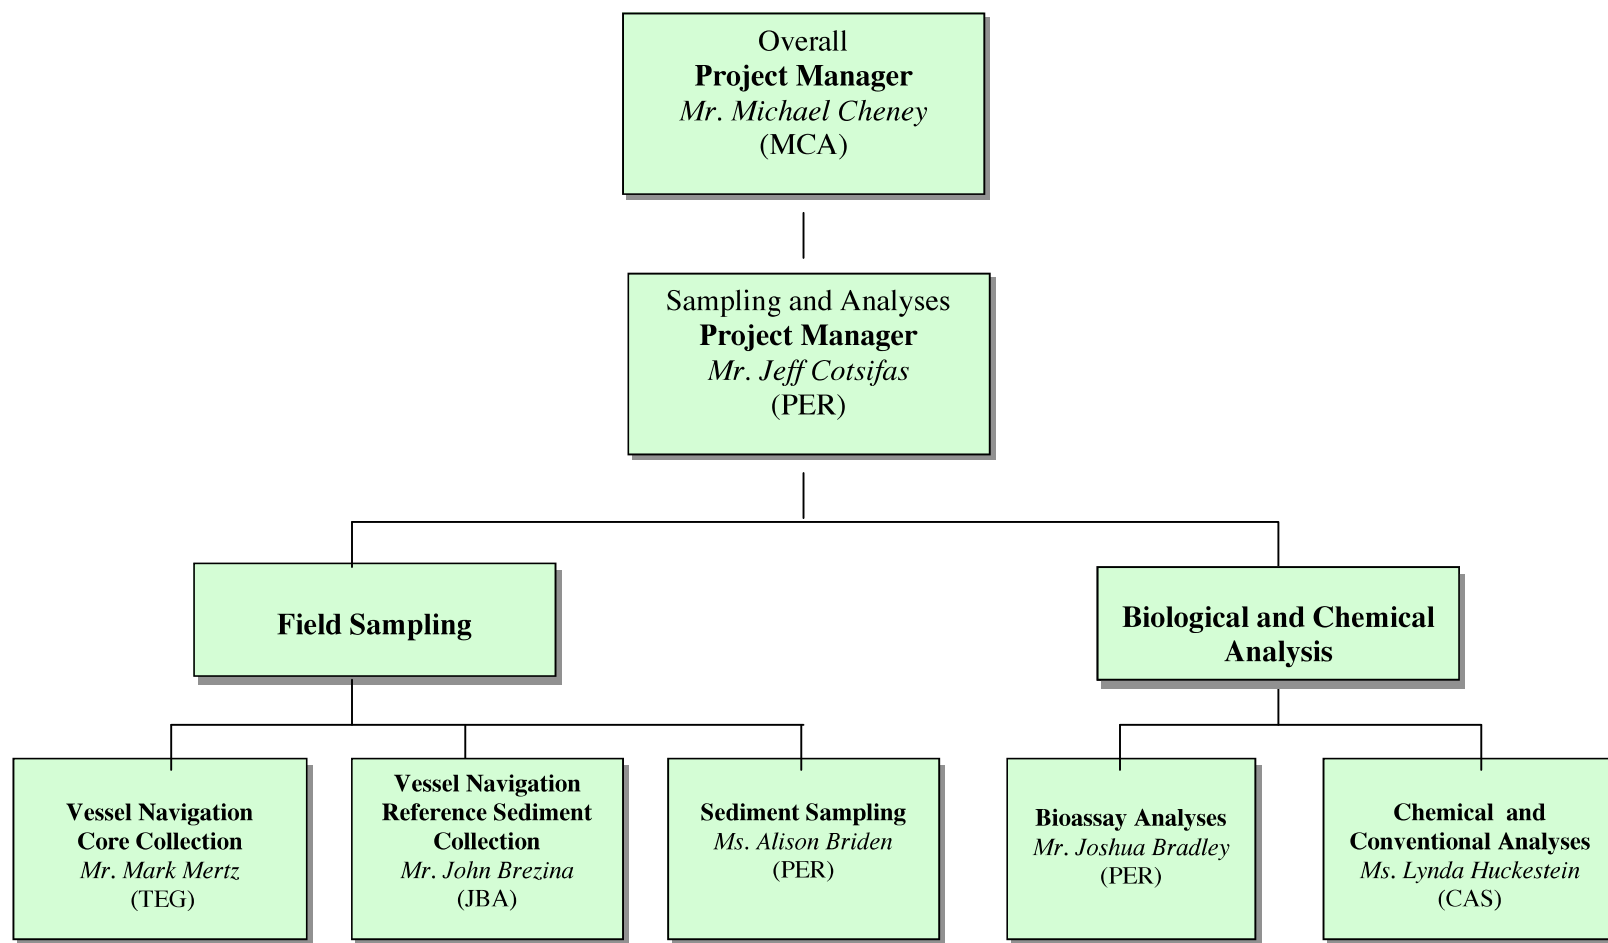 Overall
Project Manager
Mr. Michael Cheney
(MCA)
Sampling and Analyses
Project Manager
Mr. Jeff Cotsifas
(PER)
Field Sampling
Biological and Chemical
Analysis
Vessel Navigation
Core Collection
Mr. Mark Mertz
(TEG)
Vessel Navigation
Reference Sediment
Collection
Mr. John Brezina
(JBA)
Sediment Sampling
Ms. Alison Briden
(PER)
Bioassay Analyses
Mr. Joshua Bradley
(PER)
Chemical and
Conventional Analyses
Ms. Lynda Huckestein
(CAS)